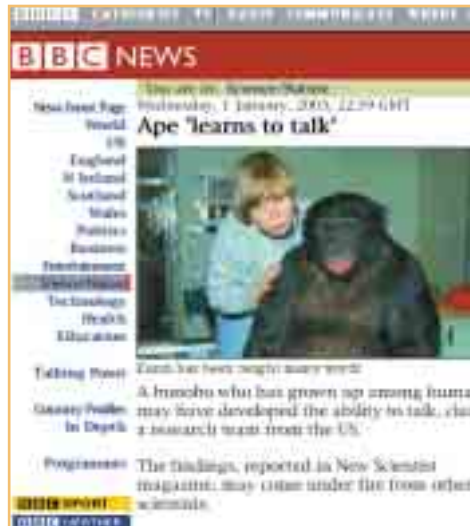 BBC NEWS
You are in: Science/Nature
Wednesday, 1 January, 2003, 22:59 GMT
Ape "learns to talk"
News Front Page
World
UK
England
N Ireland
Scotland
Wales
Politics
Business
Entertainment
Science/Nature
Technology
Health
Education
Talking Point
Country Profiles
In Depth
Programmes
BBC SPORT
BBC WEATHER
has been taught many words
A bonobo who has grown up among huma
may have developed the ability to talk, cla
a research team from the US.
The findings, reported in New Scientist
magazine, may come under fire from other
scientists.